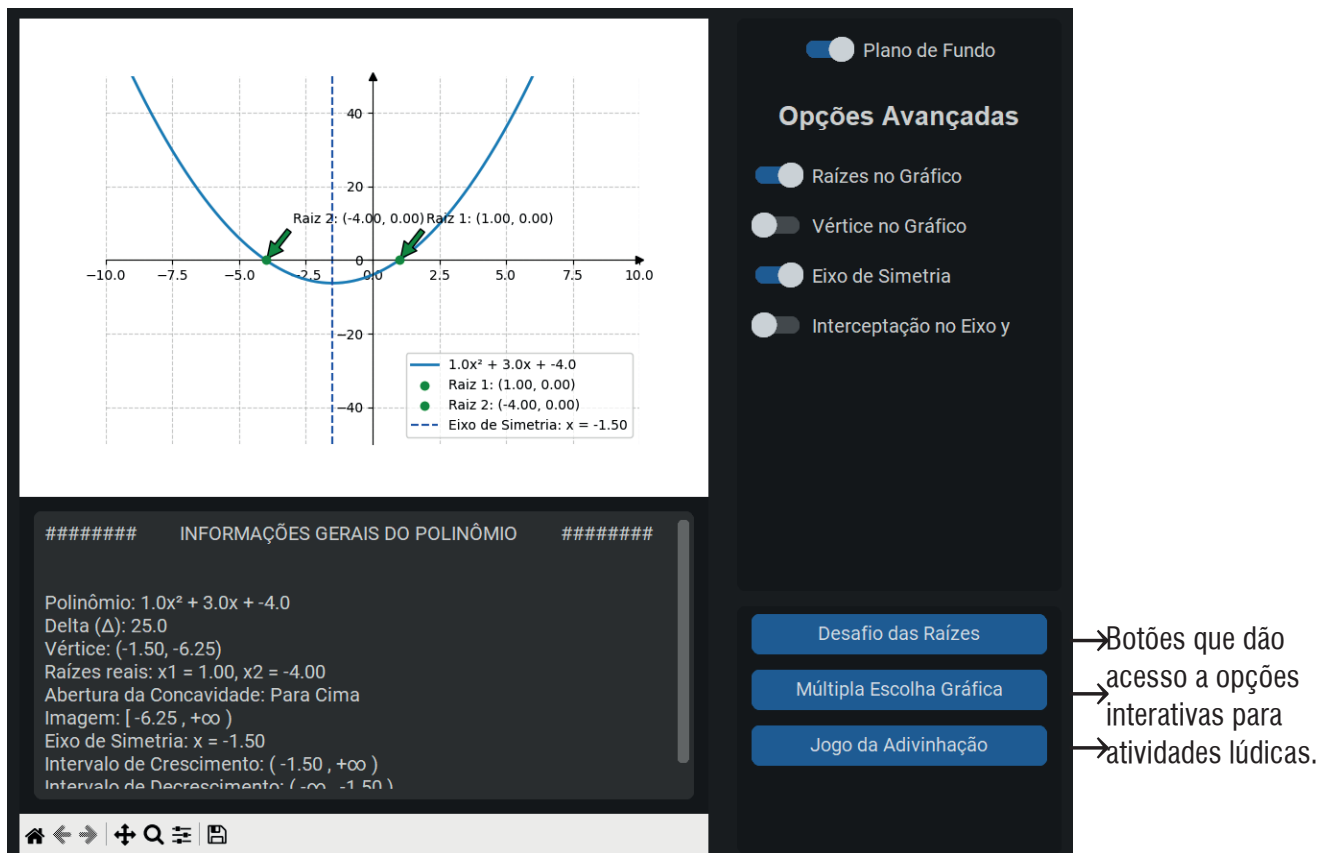 40
20
Raiz 2: (-4.00, 0.00) Raiz 1: (1.00, 0.00)
0
−10.0 −7.5 −5.0 −2.5 0.0 2.5 5.0 7.5 10.0
−20
−40
1.0x² + 3.0x + -4.0
Raiz 1: (1.00, 0.00)
Raiz 2: (-4.00, 0.00)
Eixo de Simetria: x = -1.50
######## INFORMAÇÕES GERAIS DO POLINÔMIO ########
Polinômio: 1.0x² + 3.0x + -4.0
Delta (Δ): 25.0
Vértice: (-1.50, -6.25)
Raízes reais: x1 = 1.00, x2 = -4.00
Abertura da Concavidade: Para Cima
Imagem: [ -6.25 , +∞ )
Eixo de Simetria: x = -1.50
Intervalo de Crescimento: ( -1.50 , +∞ )
Intervalo de Decrescimento: ( -∞ , -1.50 )
Plano de Fundo
Opções Avançadas
Raízes no Gráfico
Vértice no Gráfico
Eixo de Simetria
Interceptação no Eixo y
Desafio das Raízes
Múltipla Escolha Gráfica
Jogo da Adivinhação
Botões que dão
acesso a opções
interativas para
atividades lúdicas.